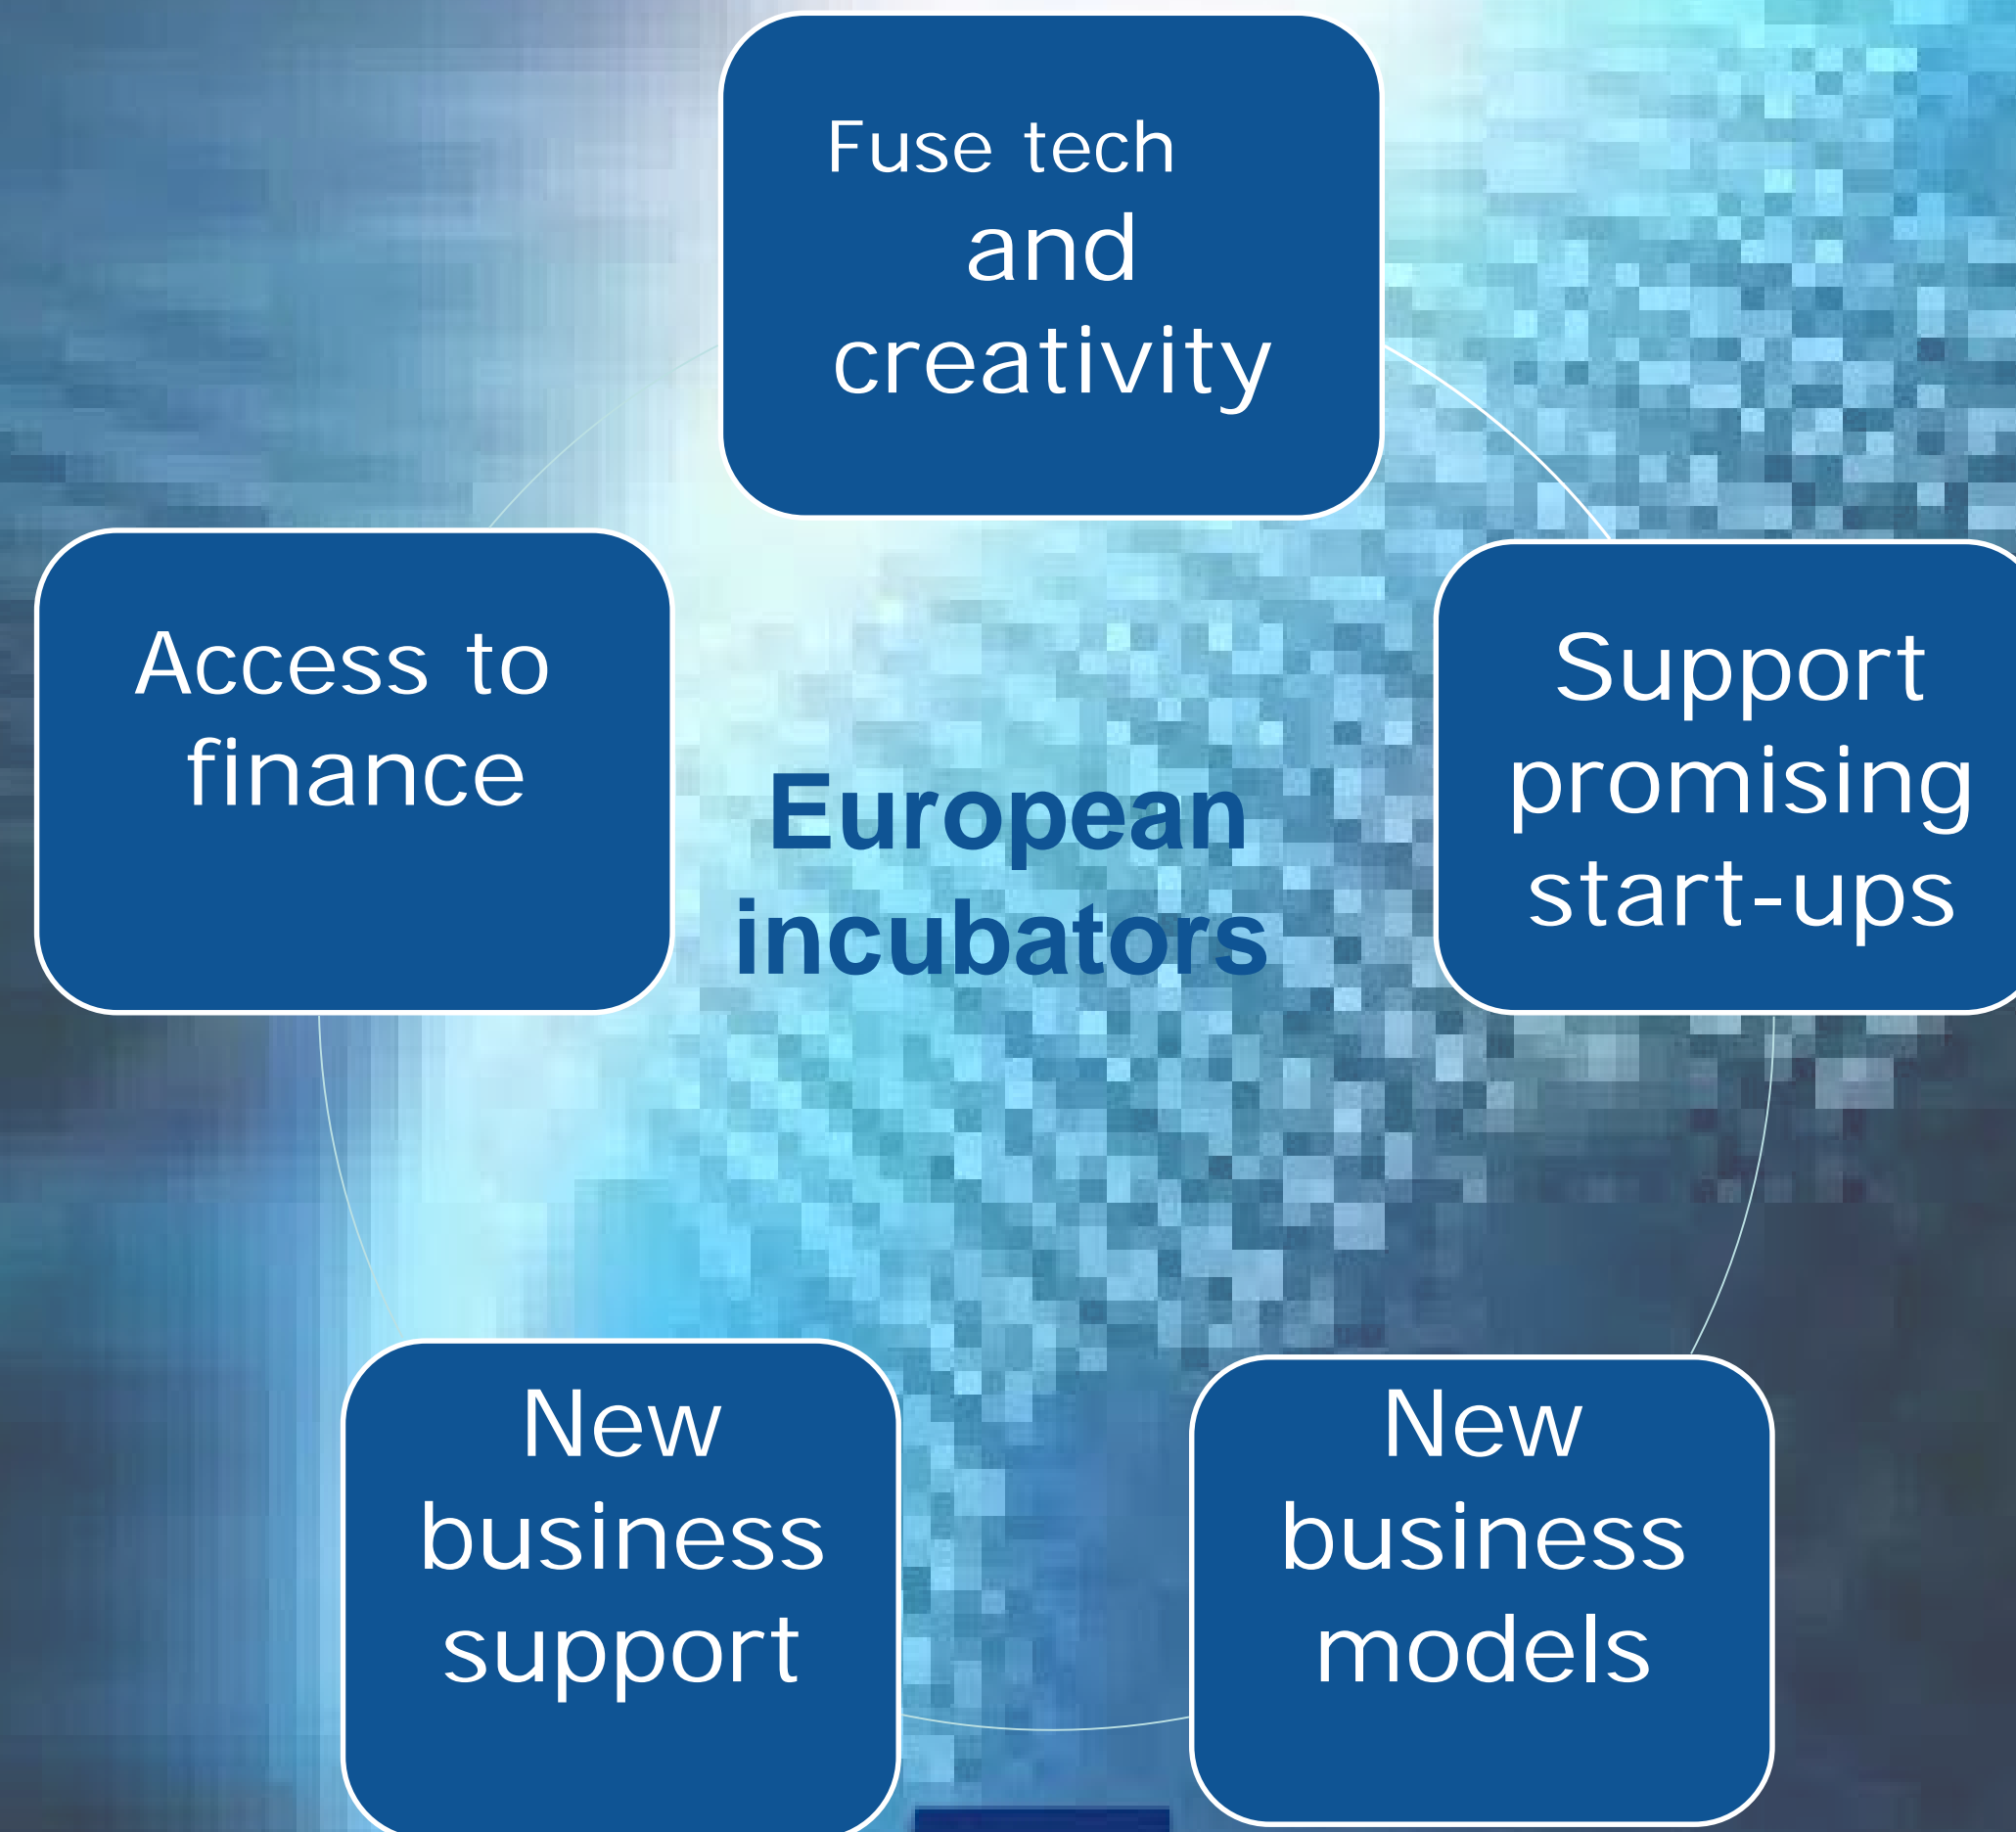 Fuse tech
and
creativity
Access to
finance
Support
promising
start-ups
European
incubators
New
business
support
New
business
models